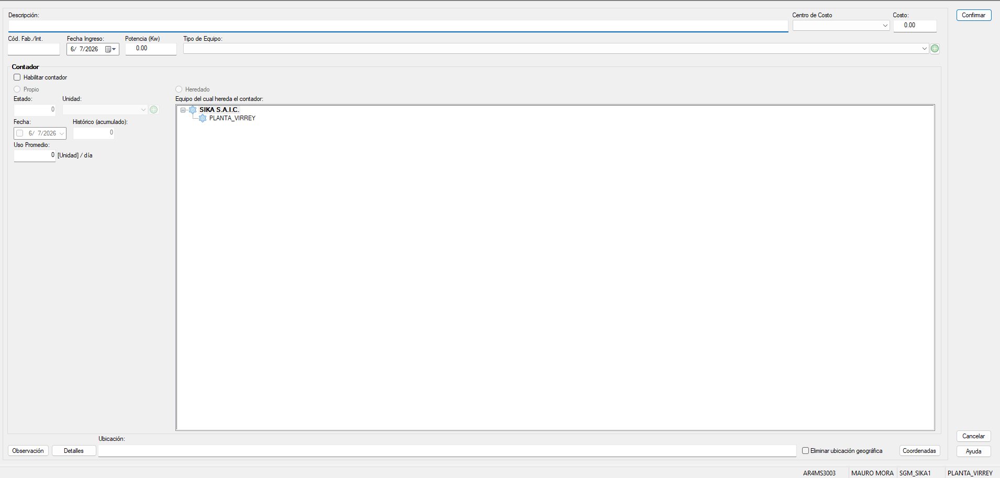 Descripción:
Centro de Costo
Costo:
Confirmar
0.00
Cód. Fab./Int.
Fecha Ingreso:
Potencia (Kw)
Tipo de Equipo:
6/ 7/2026
0.00
Contador
Habilitar contador
Propio
Heredado
Estado:
Unidad:
Equipo del cual hereda el contador:
0
SIKA S.A.I.C.
PLANTA_VIRREY
Fecha:
Histórico (acumulado):
6/ 7/2026
0
Uso Promedio:
0 [Unidad] / día
Ubicación:
Cancelar
Observación
Detalles
Eliminar ubicación geográfica
Coordenadas
Ayuda
AR4MS3003
MAURO MORA
SGM_SIKA1
PLANTA_VIRREY